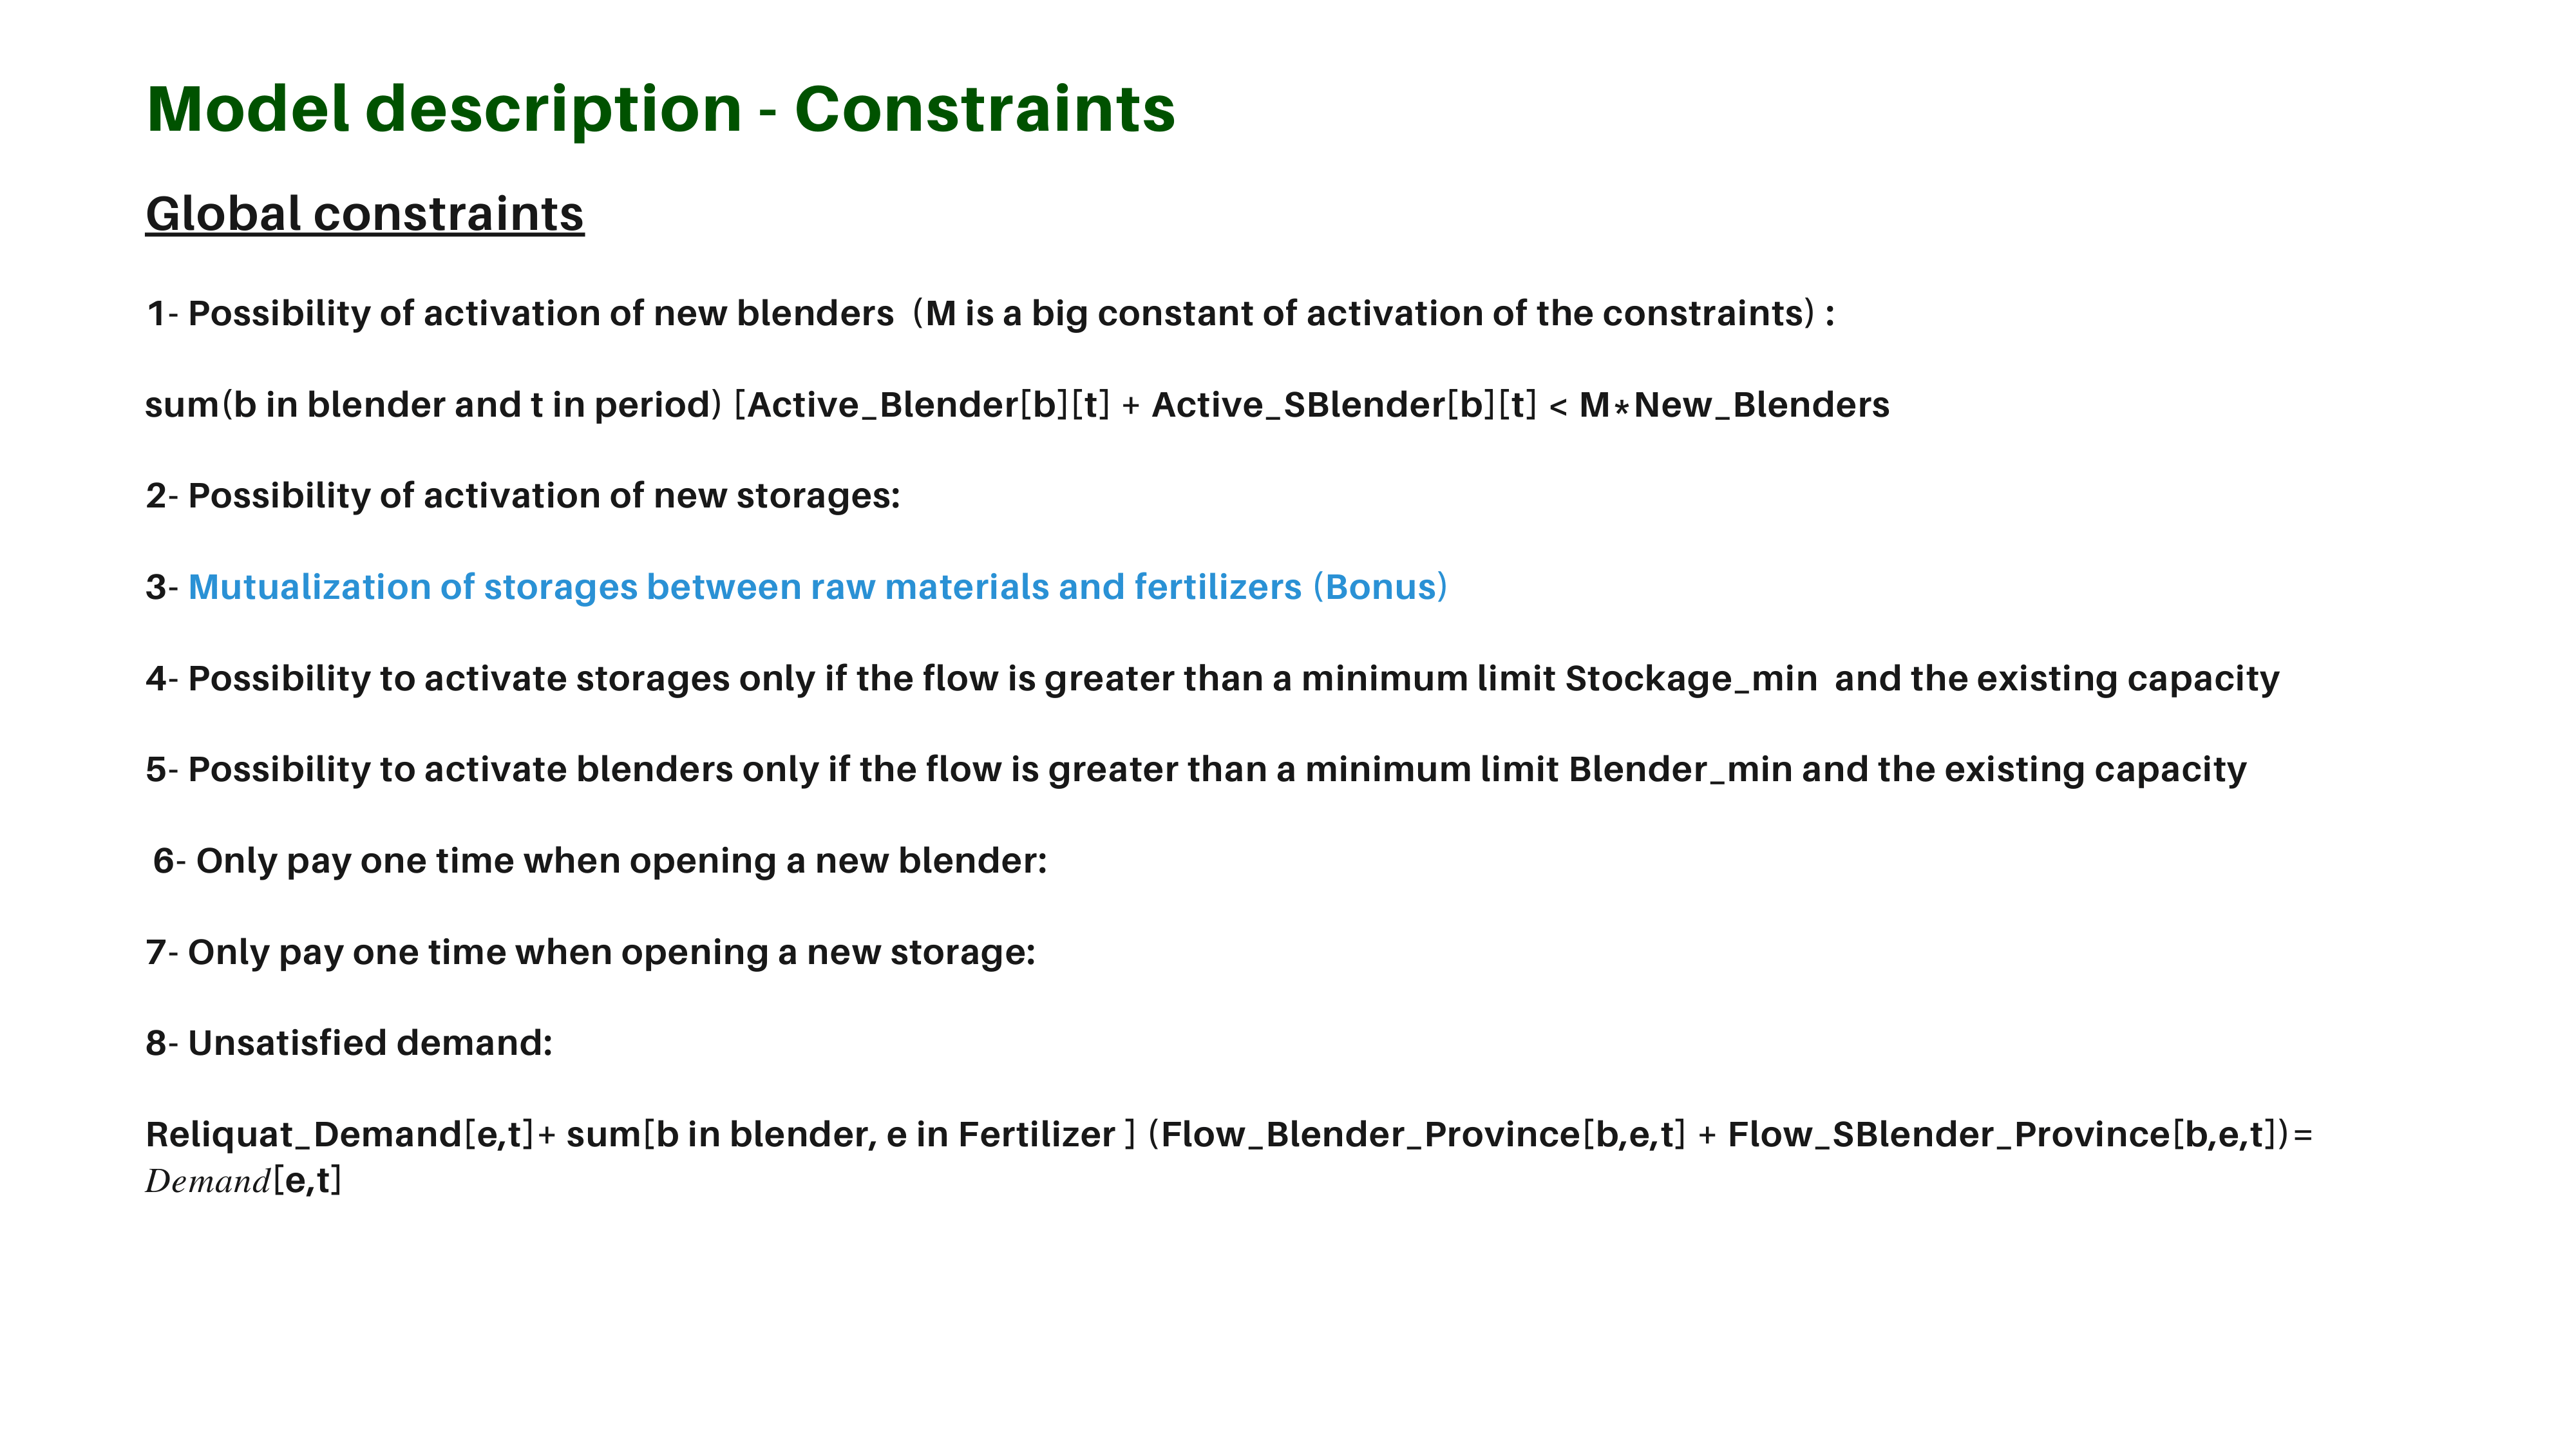 Model description - Constraints
Global constraints
1- Possibility of activation of new blenders  (M is a big constant of activation of the constraints) :
sum(b in blender and t in period) [Active_Blender[b][t] + Active_SBlender[b][t] < M*New_Blenders
2- Possibility of activation of new storages:
3- Mutualization of storages between raw materials and fertilizers (Bonus)
4- Possibility to activate storages only if the flow is greater than a minimum limit Stockage_min  and the existing capacity
5- Possibility to activate blenders only if the flow is greater than a minimum limit Blender_min and the existing capacity
6- Only pay one time when opening a new blender:
7- Only pay one time when opening a new storage:
8- Unsatisfied demand:
Reliquat_Demand[e,t]+ sum[b in blender, e in Fertilizer ] (Flow_Blender_Province[b,e,t] + Flow_SBlender_Province[b,e,t])=
Demand[e,t]